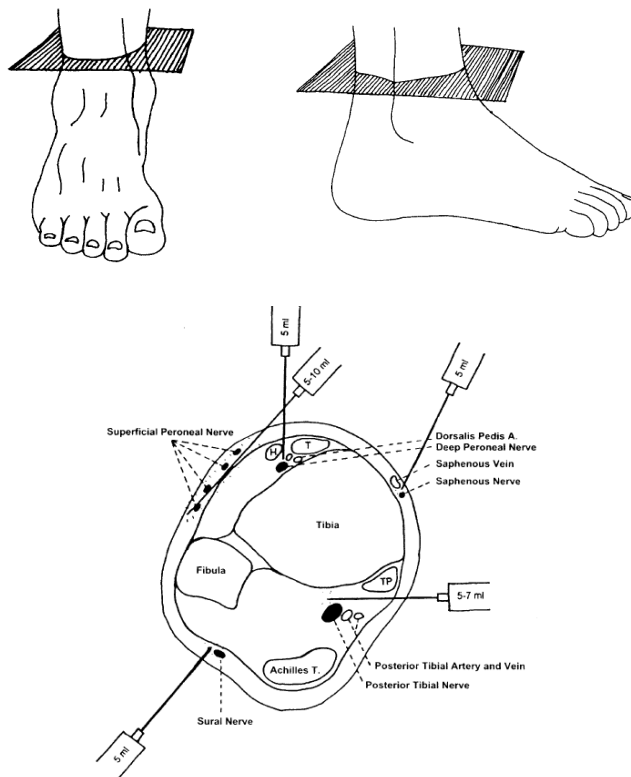 5 ml
5-10 ml
5 ml
Superficial Peroneal Nerve
H
T
Dorsalis Pedis A.
Deep Peroneal Nerve
Saphenous Vein
Saphenous Nerve
Tibia
Fibula
TP
5-7 ml
Achilles T.
Posterior Tibial Artery and Vein
Posterior Tibial Nerve
Sural Nerve
5 ml